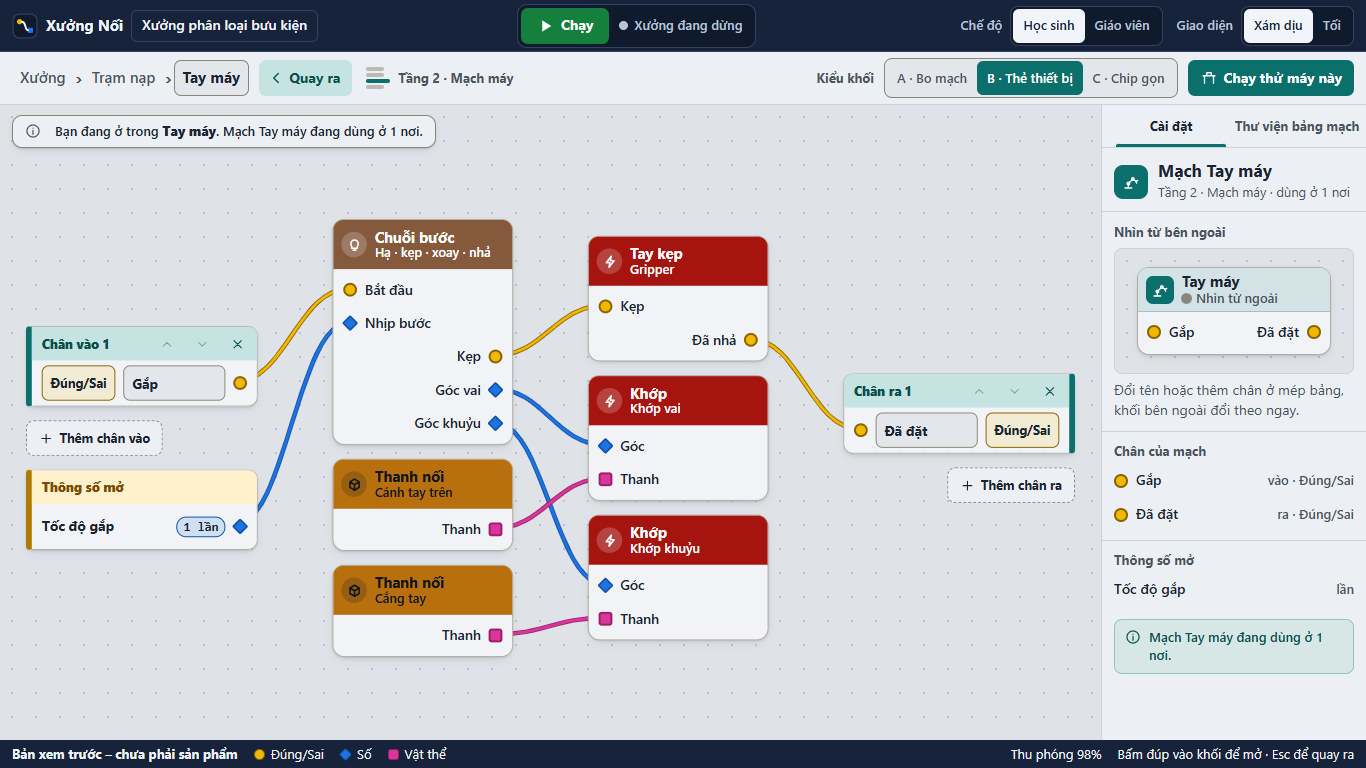 Xưởng Nối
Xưởng phân loại bưu kiện
Chạy
Xưởng đang dừng
Chế độ
Học sinh
Giáo viên
Giao diện
Xám dịu
Tối
Xưởng › Trạm nạp › Tay máy
Quay ra
Tầng 2 · Mạch máy
Kiểu khối
A · Bo mạch
B · Thẻ thiết bị
C · Chip gọn
Chạy thử máy này
Bạn đang ở trong Tay máy. Mạch Tay máy đang dùng ở 1 nơi.
Chân vào 1
Đúng/Sai
Gắp
Thêm chân vào
Thông số mở
Tốc độ gắp
1 lần
Chuỗi bước
Hạ · kẹp · xoay · nhả
Bắt đầu
Nhịp bước
Kẹp
Góc vai
Góc khuỷu
Thanh nối
Cánh tay trên
Thanh
Thanh nối
Cẳng tay
Thanh
Tay kẹp
Gripper
Kẹp
Đã nhả
Khớp
Khớp vai
Góc
Thanh
Khớp
Khớp khuỷu
Góc
Thanh
Chân ra 1
Đã đặt
Đúng/Sai
Thêm chân ra
Cài đặt
Thư viện bảng mạch
Mạch Tay máy
Tầng 2 · Mạch máy · dùng ở 1 nơi
Nhìn từ bên ngoài
Tay máy
Nhìn từ ngoài
Gắp
Đã đặt
Đổi tên hoặc thêm chân ở mép bảng,
khối bên ngoài đổi theo ngay.
Chân của mạch
Gắp
vào · Đúng/Sai
Đã đặt
ra · Đúng/Sai
Thông số mở
Tốc độ gắp
lần
Mạch Tay máy đang dùng ở 1
nơi.
Bản xem trước – chưa phải sản phẩm
Đúng/Sai
Số
Vật thể
Thu phóng 98%
Bấm đúp vào khối để mở · Esc để quay ra